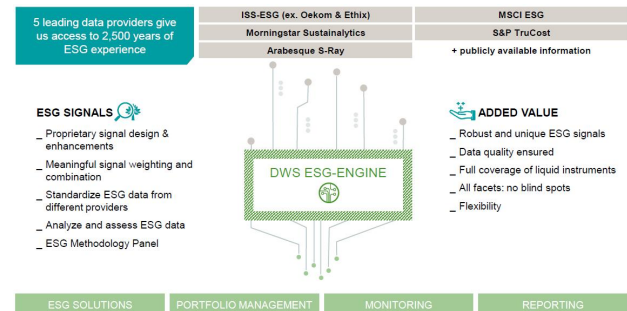 5 leading data providers give
us access to 2,500 years of
ESG experience
ISS-ESG (ex. Oekom & Ethix)
MSCI ESG
Morningstar Sustainalytics
S&P TruCost
Arabesque S-Ray
+ publicly available information
ESG SIGNALS
_ Proprietary signal design &
enhancements
_ Meaningful signal weighting and
combination
_ Standardize ESG data from
different providers
_ Analyze and assess ESG data
_ ESG Methodology Panel
DWS ESG-ENGINE
ADDED VALUE
_ Robust and unique ESG signals
_ Data quality ensured
_ Full coverage of liquid instruments
_ All facets: no blind spots
_ Flexibility
ESG SOLUTIONS
PORTFOLIO MANAGEMENT
MONITORING
REPORTING